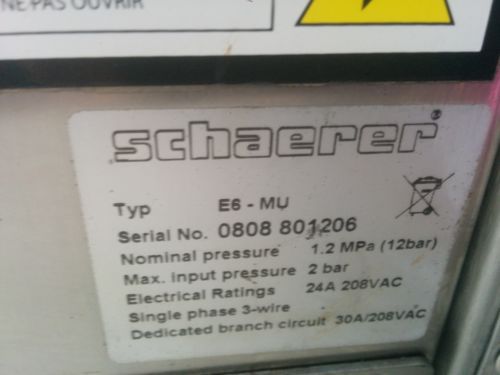 NE PAS OUVRIR
schaerer®
Typ E6 - MU
Serial No. 0808 801206
Nominal pressure 1.2 MPa (12bar)
Max. input pressure 2 bar
Electrical Ratings 24A 208VAC
Single phase 3-wire
Dedicated branch circuit 30A/208VAC